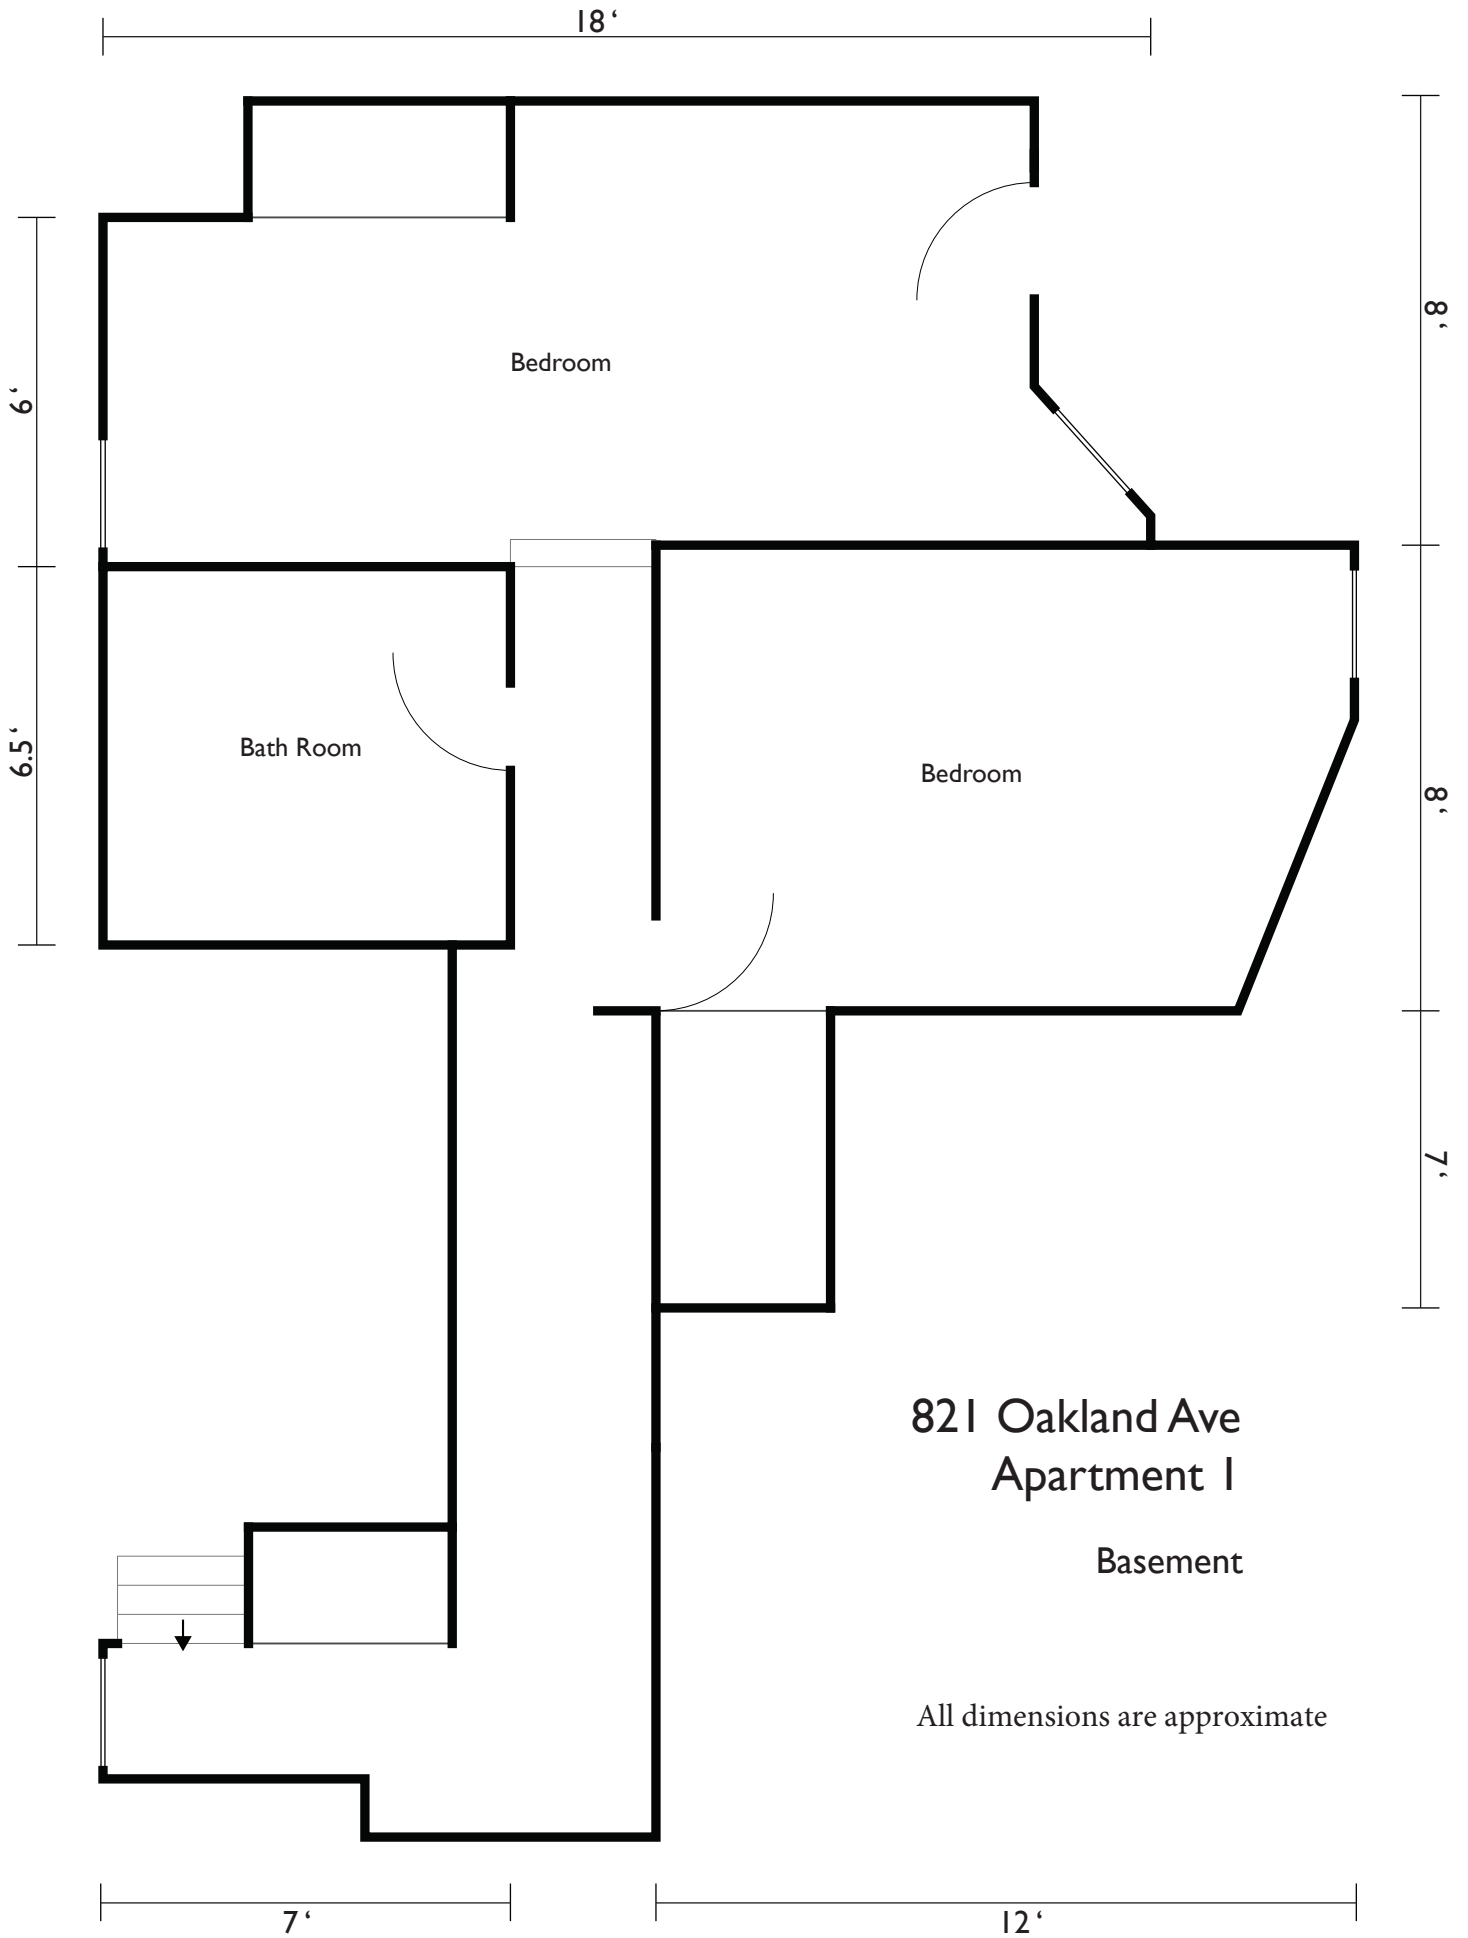 18‘
8‘
Bedroom
6‘
Bath Room
6.5‘
Bedroom
8‘
7‘
821 Oakland Ave
Apartment 1
Basement
All dimensions are approximate
7‘
12‘